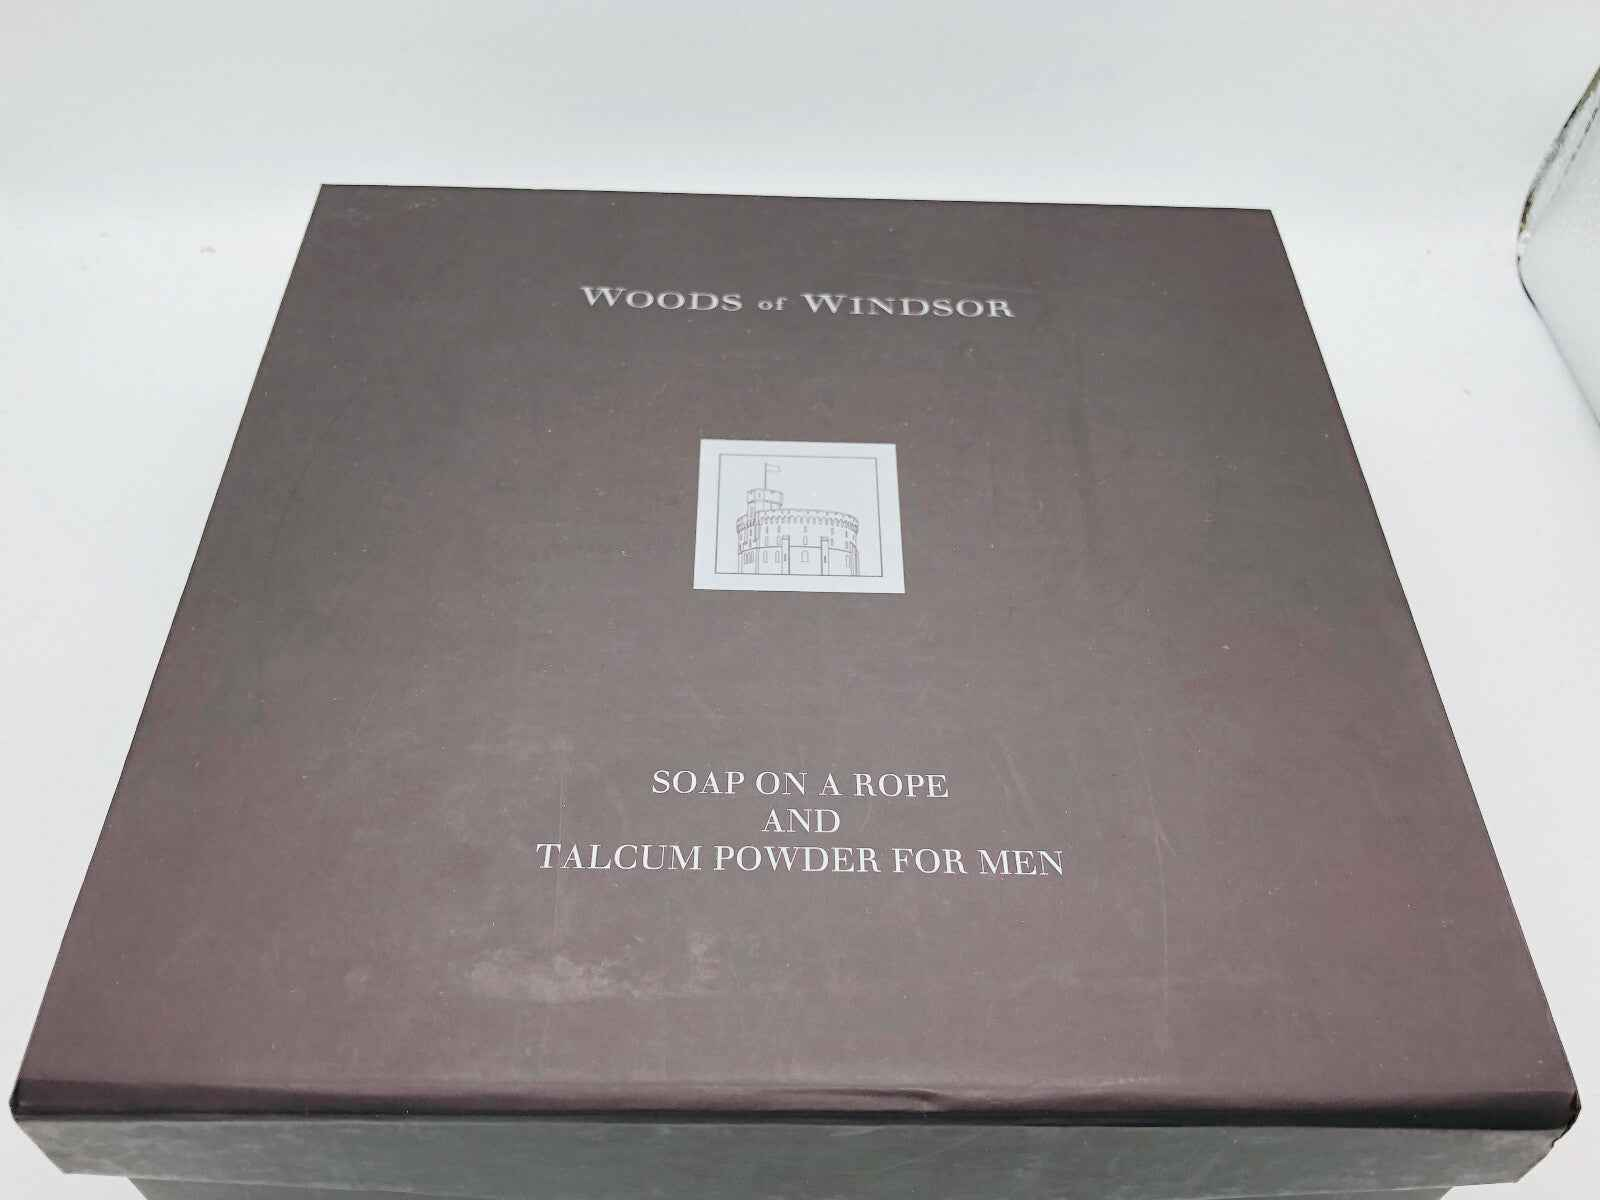 WOODS of WINDSOR
SOAP ON A ROPE
AND
TALCUM POWDER FOR MEN